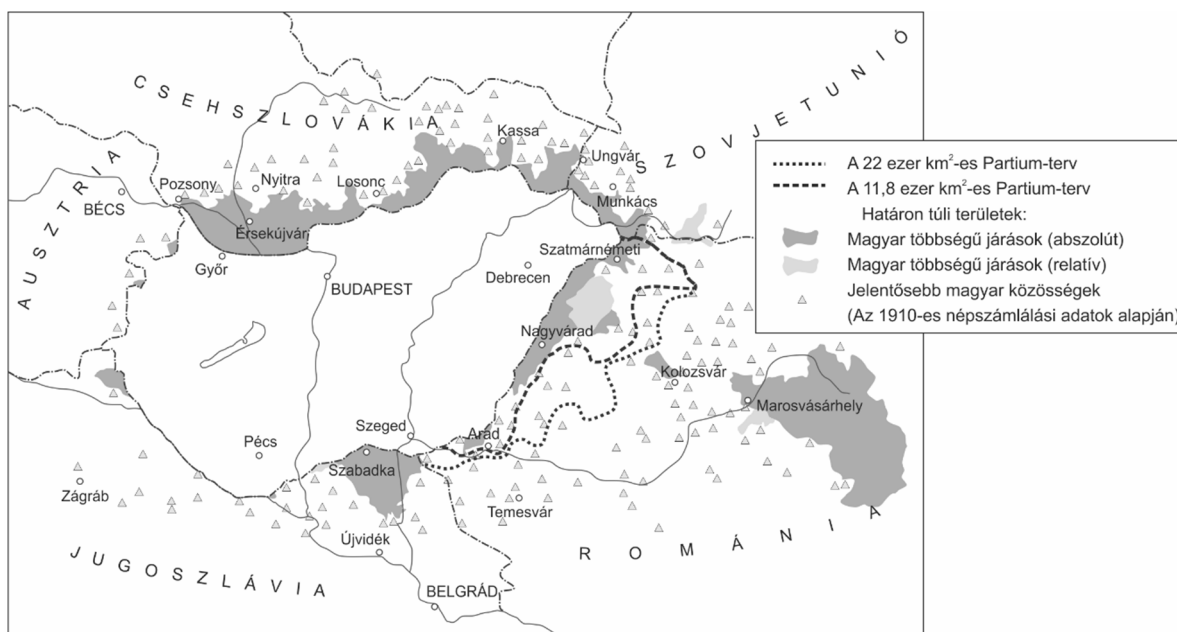 CSEHSZLOVÁKIA
SZOVJETUNIÓ
AUSZTRIA
Kassa
Ungvár
Pozsony
Nyitra
Losonc
Munkács
BÉCS
Érsekújvár
Szatmárnémeti
Győr
Debrecen
BUDAPEST
Nagyvárad
Kolozsvár
Marosvásárhely
Szeged
Arad
Pécs
Szabadka
Zágráb
Temesvár
Újvidék
ROMÁNIA
JUGOSZLÁVIA
BELGRÁD
A 22 ezer km²-es Partium-terv
A 11,8 ezer km²-es Partium-terv
Határon túli területek:
Magyar többségű járások (abszolút)
Magyar többségű járások (relatív)
Jelentősebb magyar közösségek
(Az 1910-es népszámlálási adatok alapján)